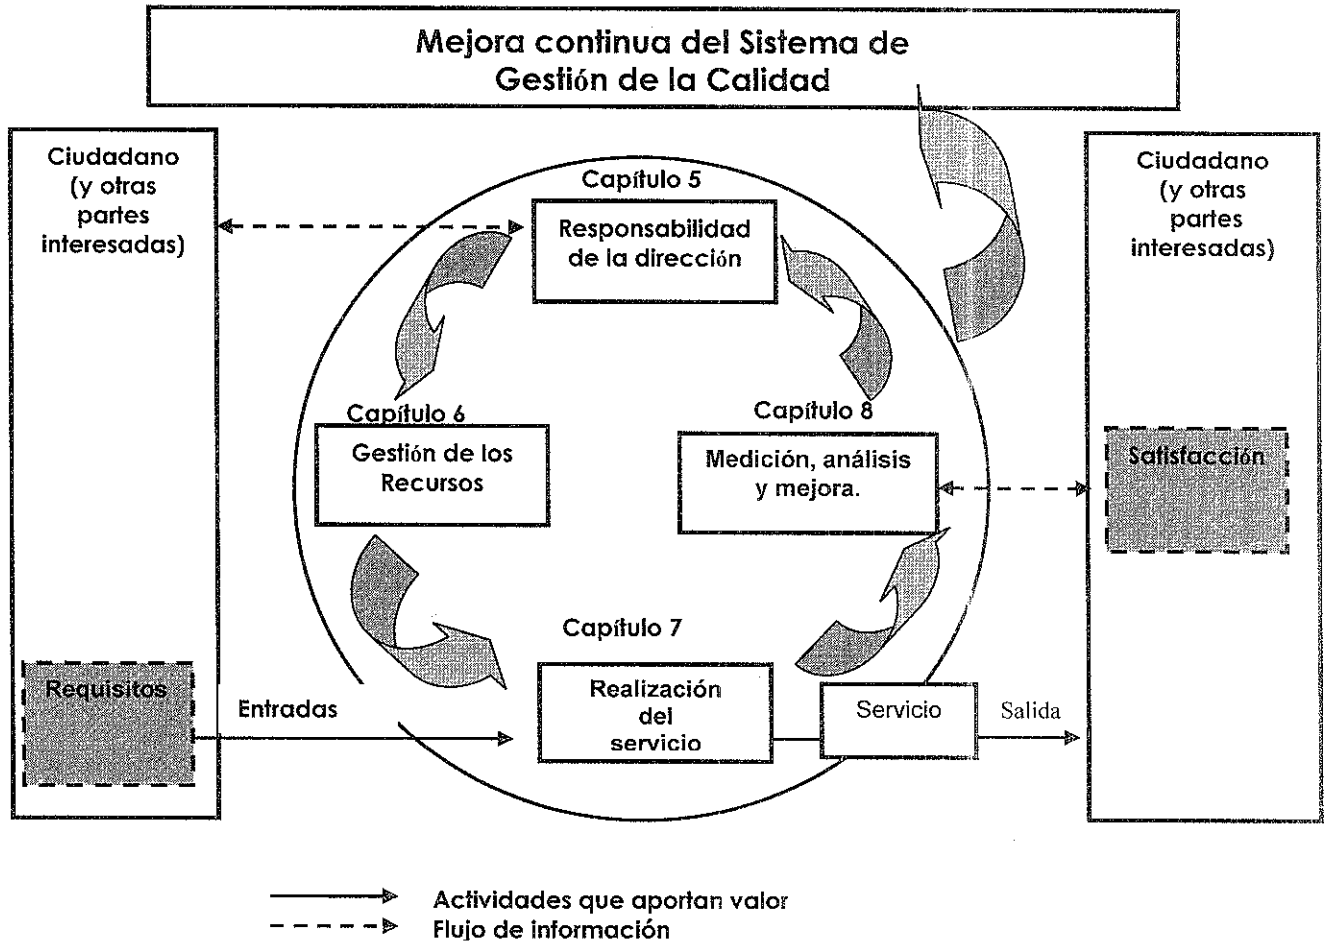 Mejora continua del Sistema de
Gestión de la Calidad
Ciudadano
(y otras
partes
interesadas)
Capítulo 5
Responsabilidad
de la dirección
Ciudadano
(y otras
partes
interesadas)
Capítulo 6
Gestión de los
Recursos
Capítulo 8
Medición, análisis
y mejora.
Satisfacción
Capítulo 7
Requisitos
Entradas
Realización
del
servicio
Servicio
Salida
Actividades que aportan valor
Flujo de información